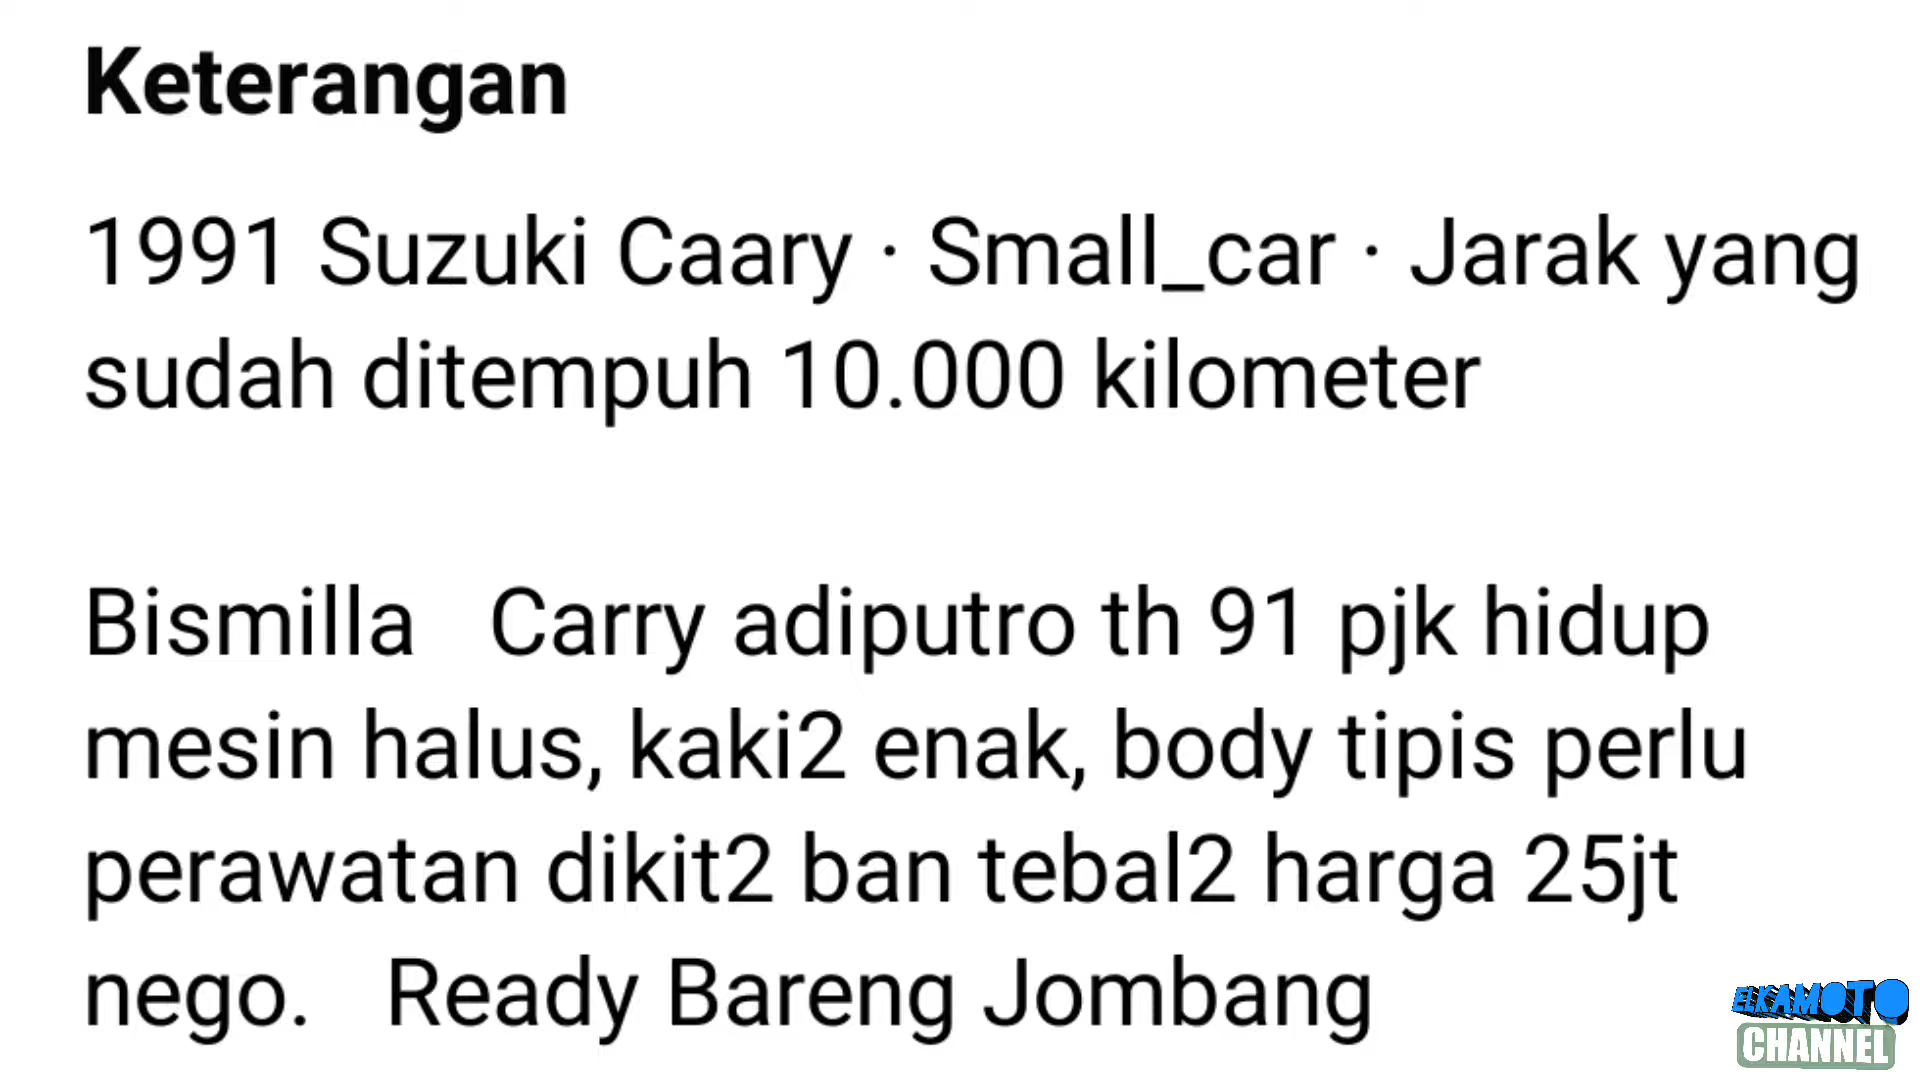 Keterangan
1991 Suzuki Caary · Small_car · Jarak yang
sudah ditempuh 10.000 kilometer
Bismilla   Carry adiputro th 91 pjk hidup
mesin halus, kaki2 enak, body tipis perlu
perawatan dikit2 ban tebal2 harga 25jt
nego.   Ready Bareng Jombang
ELKAMOTO
CHANNEL